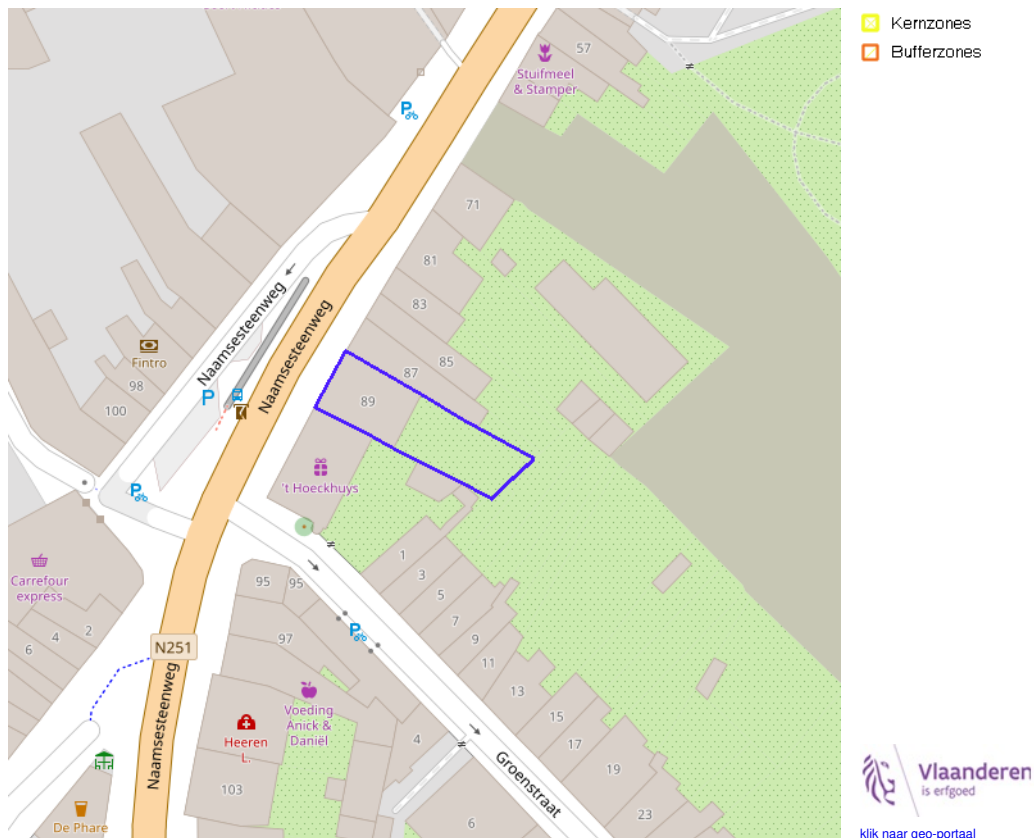 57
Stuifmeel
& Stamper
71
81
83
85
87
89
Naamsesteenweg
Naamsesteenweg
Fintro
98
100
P
't Hoeckhuys
Carrefour
express
2
4
6
N251
Naamsesteenweg
95
95
97
1
3
5
7
9
11
13
15
17
19
23
Voeding
Anick &
Daniël
Heeren
L.
103
4
6
Groenstraat
De Phare
Kernzones
Bufferzones
Vlaanderen
is erfgoed
klik naar geo-portaal